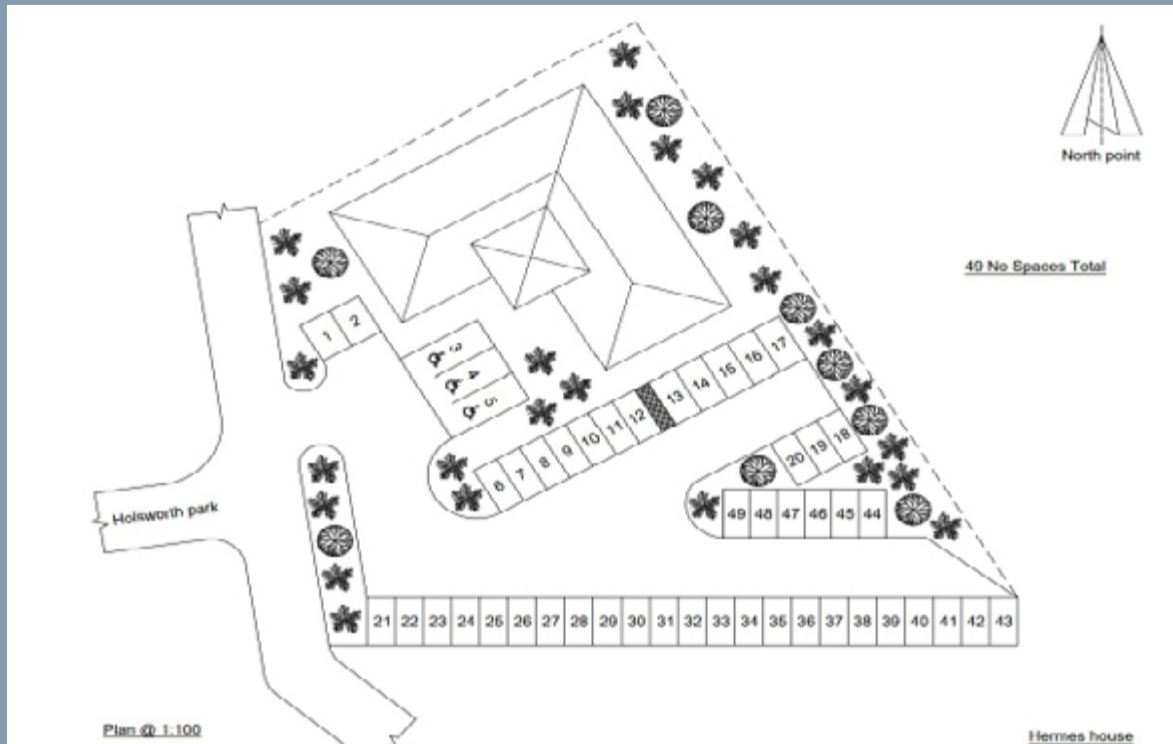 North point
49 No Spaces Total
1 2
3
4
5
6 7 8 9 10 11 12 13 14 15 16 17
20 19 18
49 48 47 46 45 44
Holsworth park
21 22 23 24 25 26 27 28 29 30 31 32 33 34 35 36 37 38 39 40 41 42 43
Plan @ 1:100
Hermes house